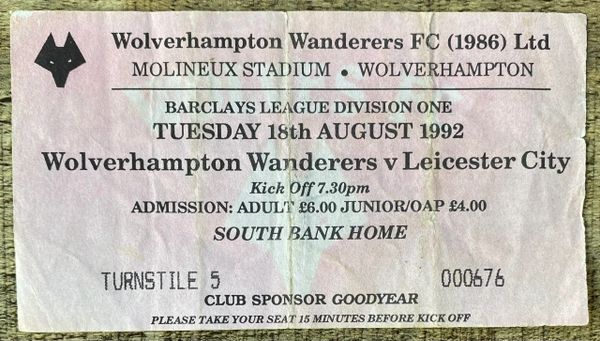 Wolverhampton Wanderers FC (1986) Ltd
MOLINEUX STADIUM • WOLVERHAMPTON
BARCLAYS LEAGUE DIVISION ONE
TUESDAY 18th AUGUST 1992
Wolverhampton Wanderers v Leicester City
Kick Off 7.30pm
ADMISSION: ADULT £6.00 JUNIOR/OAP £4.00
SOUTH BANK HOME
TURNSTILE 5 000676
CLUB SPONSOR GOODYEAR
PLEASE TAKE YOUR SEAT 15 MINUTES BEFORE KICK OFF